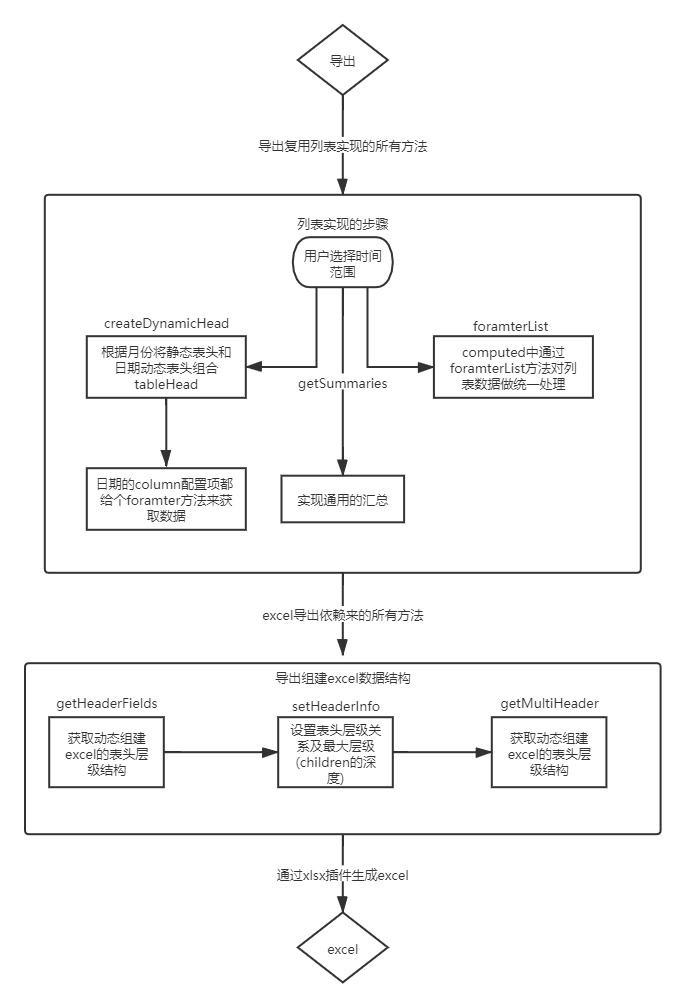 导出
导出复用列表实现的所有方法
列表实现的步骤
用户选择时间
范围
createDynamicHead
根据月份将静态表头和
日期动态表头组合
tableHead
getSummaries
foramterList
computed中通过
foramterList方法对列
表数据做统一处理
日期的column配置项都
给个foramter方法来获
取数据
实现通用的汇总
excel导出依赖来的所有方法
导出组建excel数据结构
getHeaderFields
获取动态组建
excel的表头层
级结构
setHeaderInfo
设置表头层级关
系及最大层级
(children的深
度)
getMultiHeader
获取动态组建
excel的表头层
级结构
通过xlsx插件生成excel
excel